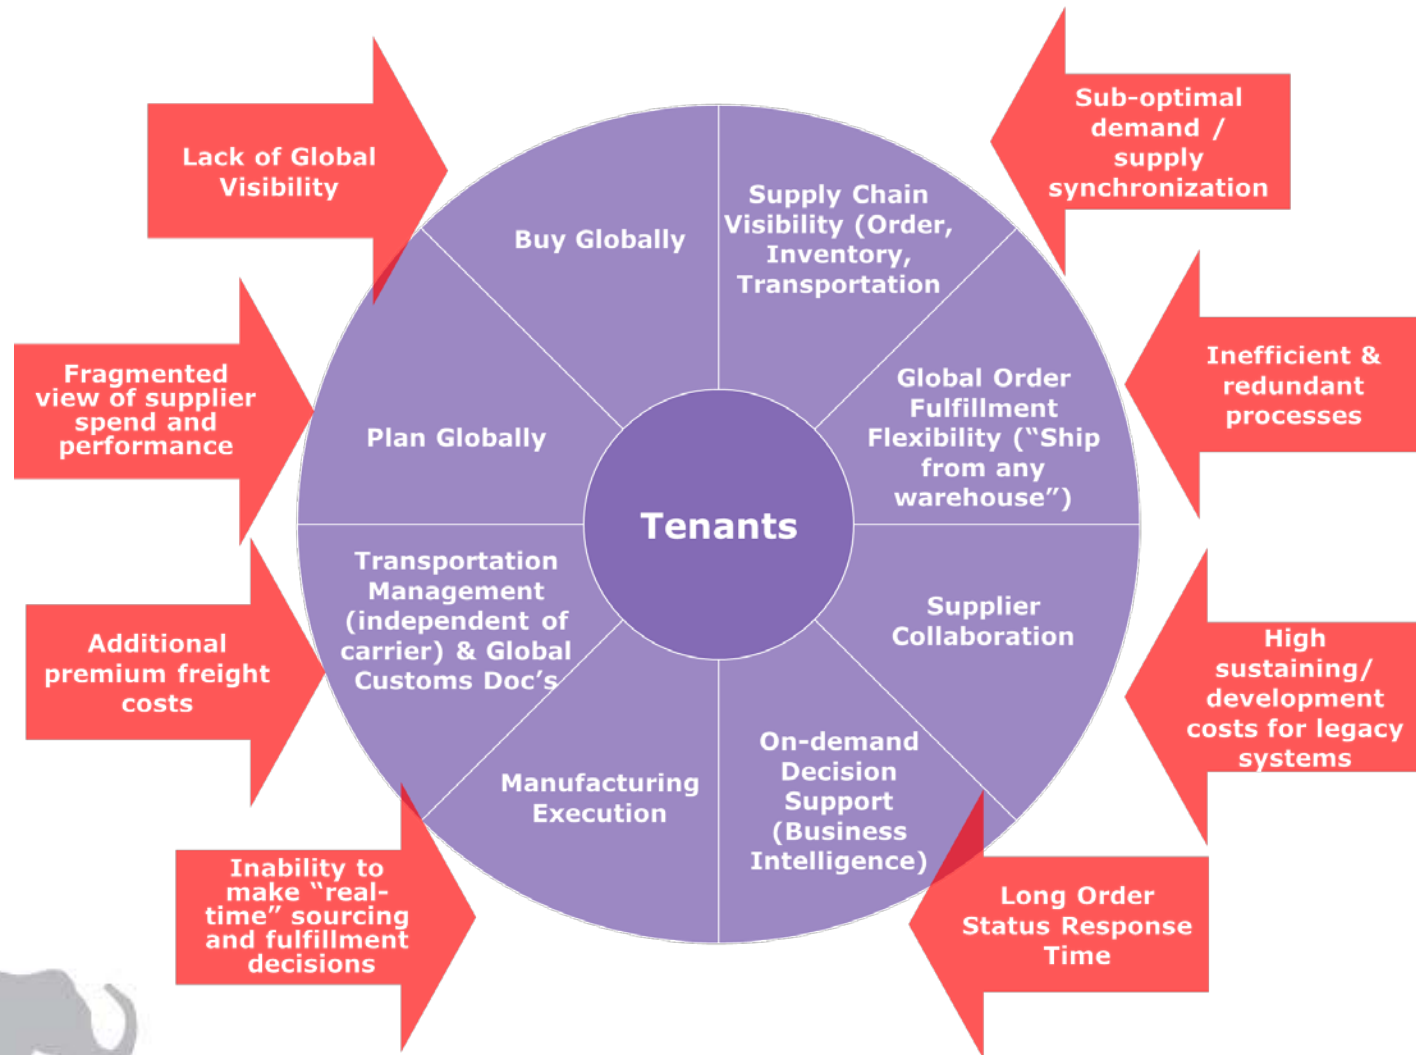 Lack of Global
Visibility
Sub-optimal
demand /
supply
synchronization
Buy Globally
Supply Chain
Visibility (Order,
Inventory,
Transportation
Fragmented
view of supplier
spend and
performance
Plan Globally
Global Order
Fulfillment
Flexibility (“Ship
from any
warehouse”)
Inefficient &
redundant
processes
Tenants
Additional
premium freight
costs
Transportation
Management
(independent of
carrier) & Global
Customs Doc’s
Supplier
Collaboration
High
sustaining/
development
costs for legacy
systems
Manufacturing
Execution
On-demand
Decision
Support
(Business
Intelligence)
Inability to
make “real-
time” sourcing
and fulfillment
decisions
Long Order
Status Response
Time